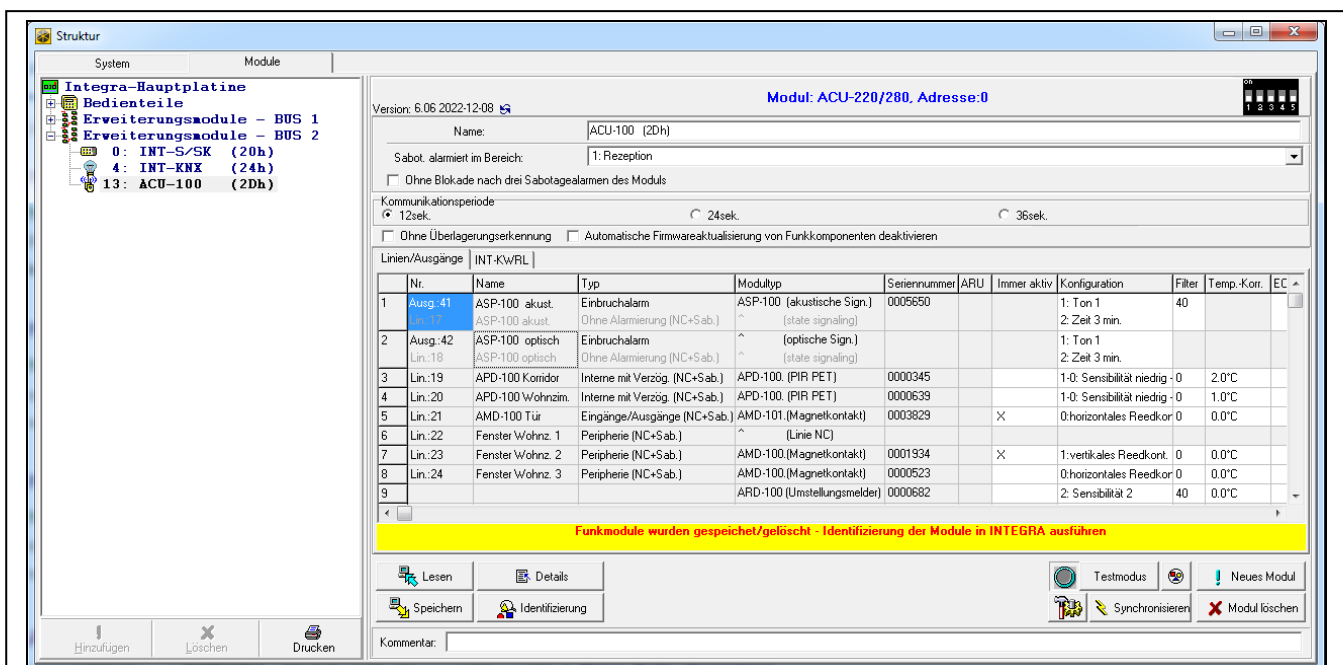 Struktur
System Module
Integra-Hauptplatine
Bedienteile
Erweiterungsmodule - BUS 1
Erweiterungsmodule - BUS 2
0: INT-S/SK (20h)
4: INT-KNX (24h)
13: ACU-100 (2Dh)
Hinzufügen Löschen Drucken
Version: 6.06 2022-12-08 Modul: ACU-220/280, Adresse:0 on 1 2 3 4 5
Name: ACU-100 (2Dh)
Sabot. alarmiert im Bereich: 1: Rezeption
Ohne Blokade nach drei Sabotagealarmen des Moduls
Kommunikationsperiode
12sek. 24sek. 36sek.
Ohne Überlagerungserkennung Automatische Firmwareaktualisierung von Funkkomponenten deaktivieren
Linien/Ausgänge INT-KWRL
Nr. Name Typ Modultyp Seriennummer ARU Immer aktiv Konfiguration Filter Temp.-Korr. EC
1 Ausg.:41 ASP-100 akust. Einbruchalarm ASP-100 (akustische Sign.) 0005650 1: Ton 1 40
Lin.:17 ASP-100 akust. Ohne Alarmierung (NC+Sab.) ^ (state signaling) 2: Zeit 3 min.
2 Ausg.:42 ASP-100 optisch Einbruchalarm ^ (optische Sign.) 1: Ton 1
Lin.:18 ASP-100 optisch Ohne Alarmierung (NC+Sab.) ^ (state signaling) 2: Zeit 3 min.
3 Lin.:19 APD-100 Korridor Interne mit Verzög. (NC+Sab.) APD-100. (PIR PET) 0000345 1-0: Sensibilität niedrig - 0 2.0°C
4 Lin.:20 APD-100 Wohnzim. Interne mit Verzög. (NC+Sab.) APD-100. (PIR PET) 0000639 1-0: Sensibilität niedrig - 0 1.0°C
5 Lin.:21 AMD-100 Tür Eingänge/Ausgänge (NC+Sab.) AMD-101.(Magnetkontakt) 0003829 X 0:horizontales Reedkor 0 0.0°C
6 Lin.:22 Fenster Wohnz. 1 Peripherie (NC+Sab.) ^ (Linie NC)
7 Lin.:23 Fenster Wohnz. 2 Peripherie (NC+Sab.) AMD-100.(Magnetkontakt) 0001934 X 1:vertikales Reedkont. 0 0.0°C
8 Lin.:24 Fenster Wohnz. 3 Peripherie (NC+Sab.) AMD-100.(Magnetkontakt) 0000523 0:horizontales Reedkor 0 0.0°C
9 ARD-100 (Umstellungsmelder) 0000682 2: Sensibilität 2 40 0.0°C
Funkmodule wurden gespeichet/gelöscht - Identifizierung der Module in INTEGRA ausführen
Lesen Details Testmodus Neues Modul
Speichern Identifizierung Synchronisieren Modul löschen
Kommentar: